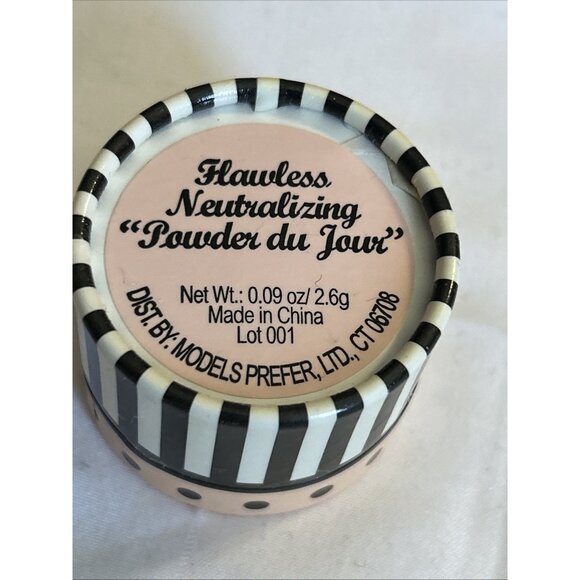 Flawless
Neutralizing
“Powder du Jour”
Net Wt.: 0.09 oz/ 2.6g
Made in China
Lot 001
DIST. BY: MODELS PREFER, LTD., CT 06708